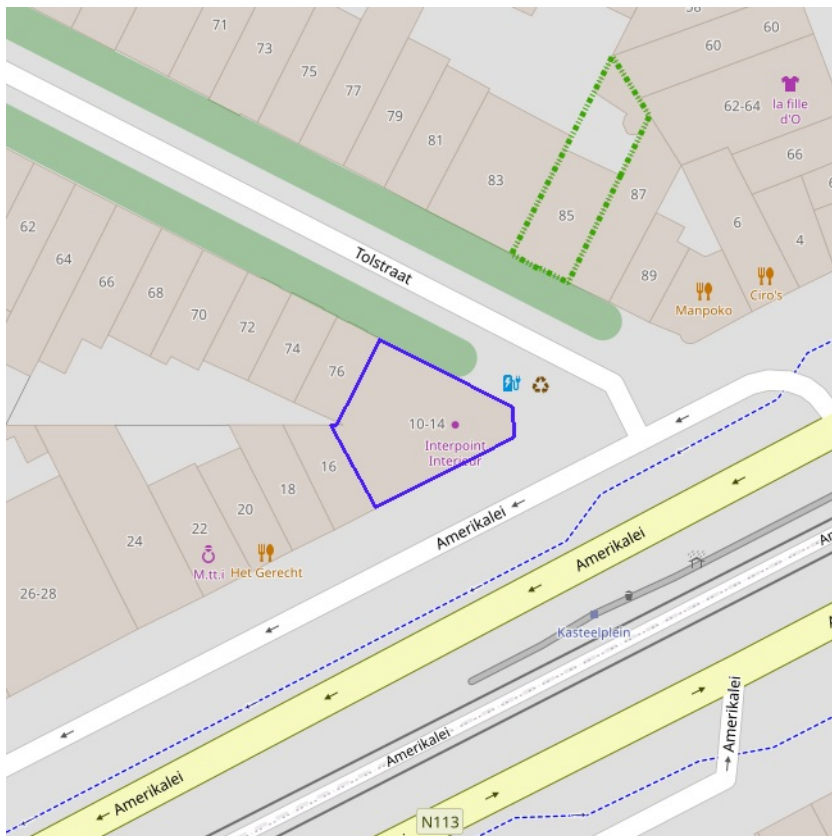 71
73
75
77
79
81
83
85
87
89
58
60
60
62-64
la fille
d'O
66
6
4
Manpoko
Ciro's
Tolstraat
62
64
66
68
70
72
74
76
10-14
Interpoint
Interieur
16
18
20
22
24
26-28
M.tt.i
Het Gerecht
Amerikalei
Amerikalei
Kasteelplein
Amerikalei
Amerikalei
Amerikalei
N113